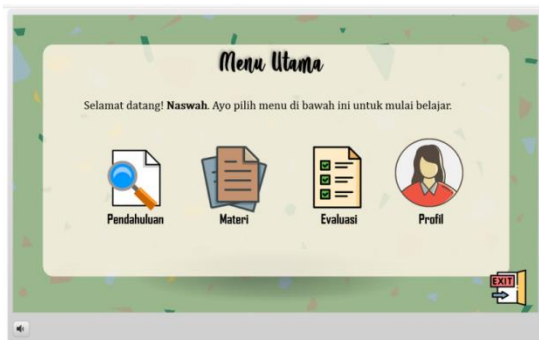 Menu Utama
Selamat datang! Naswah. Ayo pilih menu di bawah ini untuk mulai belajar.
Pendahuluan Materi Evaluasi Profil
EXIT